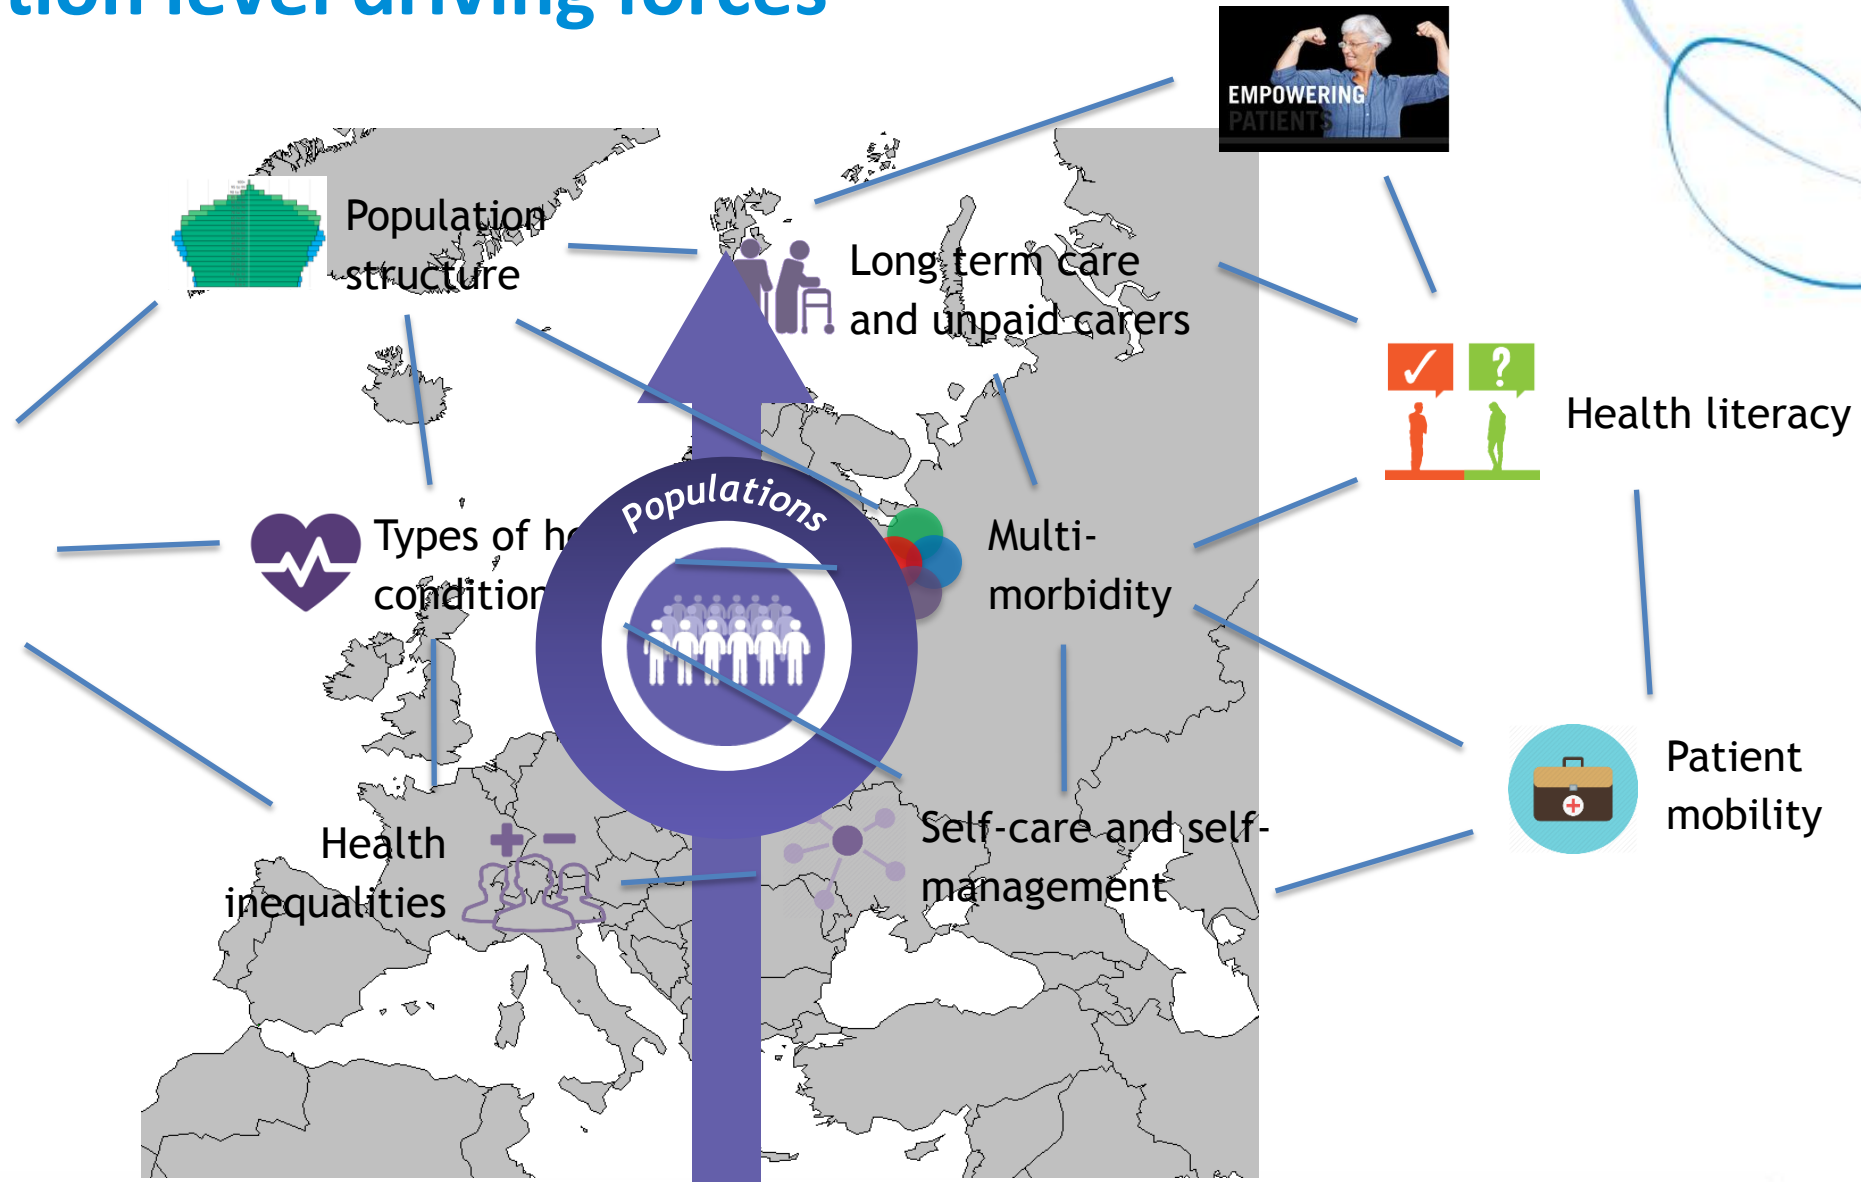 tion level driving forces
EMPOWERING
PATIENTS
Population
structure
Long term care
and unpaid carers
Health literacy
Populations
Types of he
condition
Multi-
morbidity
Patient
mobility
Health
inequalities
Self-care and self-
management